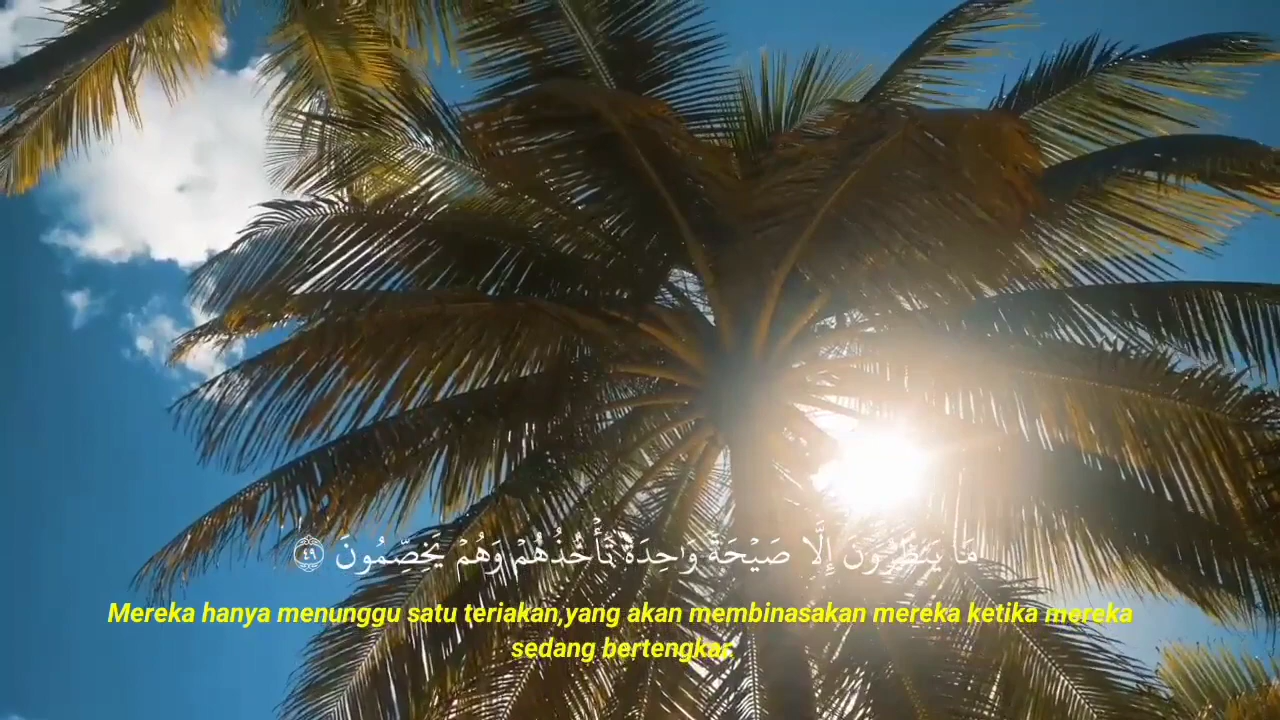 مَا يَنظُرُونَ إِلَّا صَيْحَةً وَاحِدَةً تَأْخُذُهُمْ وَهُمْ يَخِصِّمُونَ ٤٩
Mereka hanya menunggu satu teriakan,yang akan membinasakan mereka ketika mereka
sedang bertengkar.